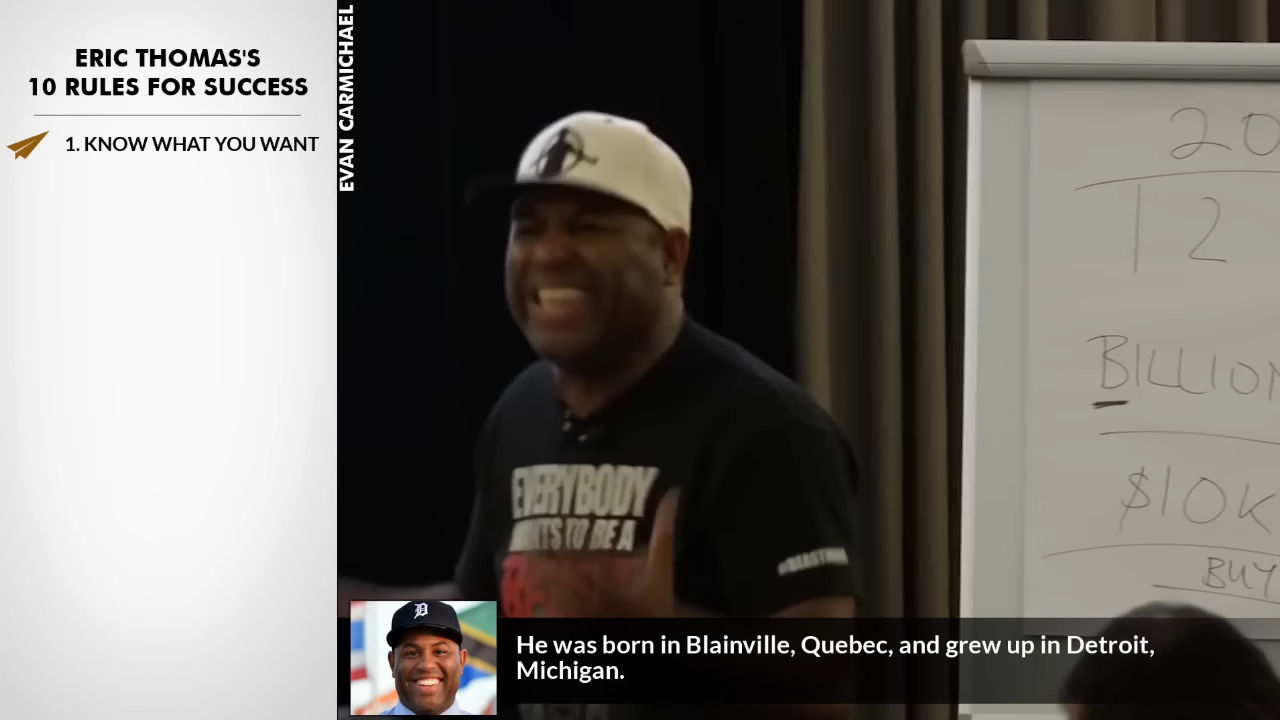 ERIC THOMAS'S
10 RULES FOR SUCCESS
1. KNOW WHAT YOU WANT
EVAN CARMICHAEL
20
12
BILLION
$10K
BUY
EVERYBODY
TO BE A
He was born in Blainville, Quebec, and grew up in Detroit,
Michigan.